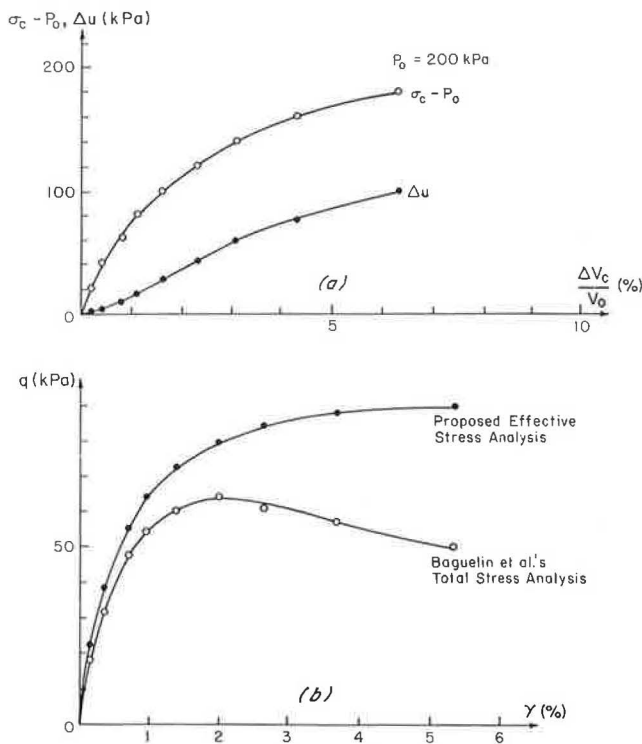 σc – Po, Δu (kPa)
200
100
0
Po = 200 kPa
σc – Po
Δu
(a)
ΔVc
Vo
(%)
5
10
q (kPa)
50
0
Proposed Effective
Stress Analysis
Baguelin et al.'s
Total Stress Analysis
(b)
1
2
3
4
5
6
γ (%)